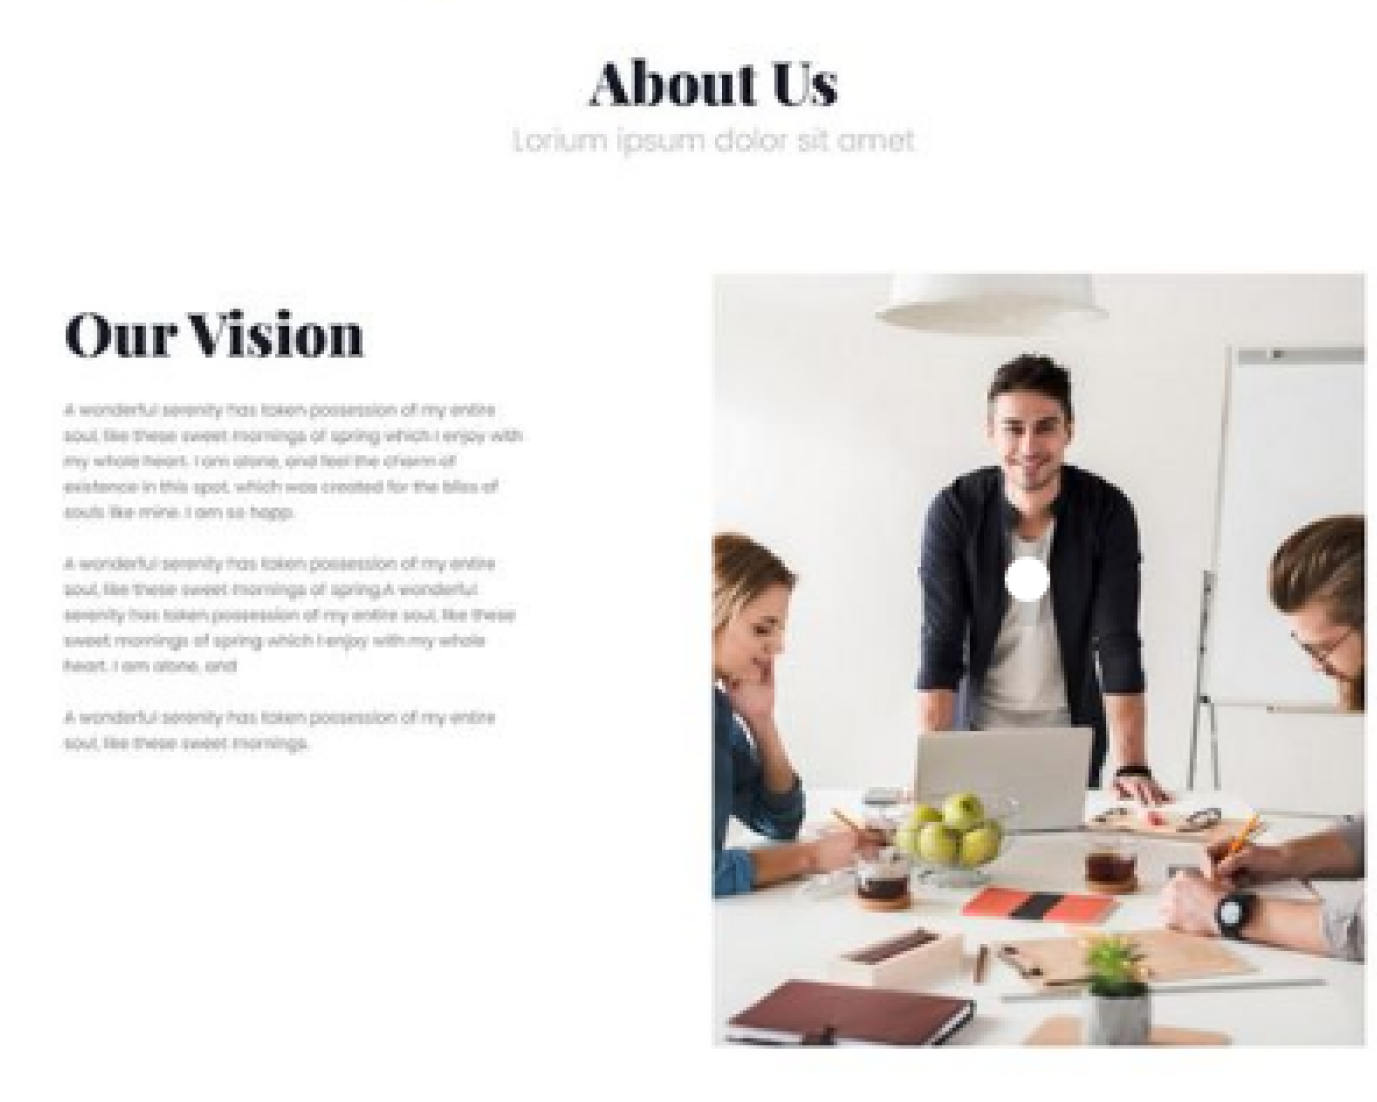 About Us
Lorium ipsum dolor sit amet
Our Vision
A wonderful serenity has taken possession of my entire
soul, like these sweet mornings of spring which I enjoy with
my whole heart. I am alone, and feel the charm of
existence in this spot, which was created for the bliss of
souls like mine. I am so happ.
A wonderful serenity has taken possession of my entire
soul, like these sweet mornings of spring.A wonderful
serenity has taken possession of my entire soul, like these
sweet mornings of spring which I enjoy with my whole
heart. I am alone, and
A wonderful serenity has taken possession of my entire
soul, like these sweet mornings.